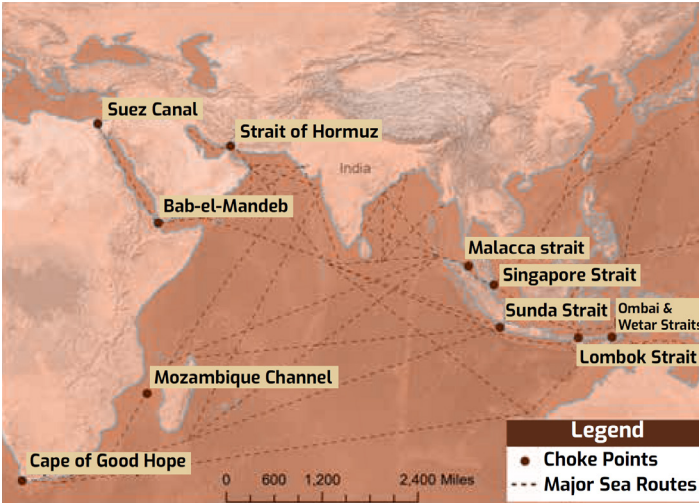 Suez Canal
Strait of Hormuz
India
Bab-el-Mandeb
Malacca strait
Singapore Strait
Sunda Strait
Ombai &
Wetar Straits
Lombok Strait
Mozambique Channel
Cape of Good Hope
0 600 1,200 2,400 Miles
Legend
Choke Points
Major Sea Routes